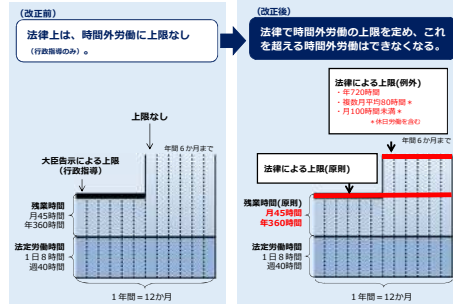 (改正前)
法律上は、時間外労働に上限なし
(行政指導のみ)。
上限なし
年間6か月まで
大臣告示による上限
(行政指導)
残業時間
月45時間
年360時間
法定労働時間
1日8時間
週40時間
1年間=12か月
(改正後)
法律で時間外労働の上限を定め、これ
を超える時間外労働はできなくなる。
法律による上限(例外)
・年720時間
・複数月平均80時間*
・月100時間未満*
*休日労働を含む
年間6か月まで
法律による上限(原則)
残業時間(原則)
月45時間
年360時間
法定労働時間
1日8時間
週40時間
1年間=12か月